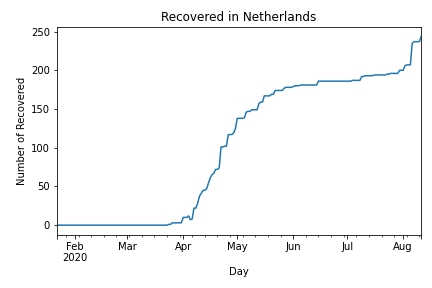 Recovered in Netherlands
250
200
150
100
50
0
Number of Recovered
Feb Mar Apr May Jun Jul Aug
2020
Day